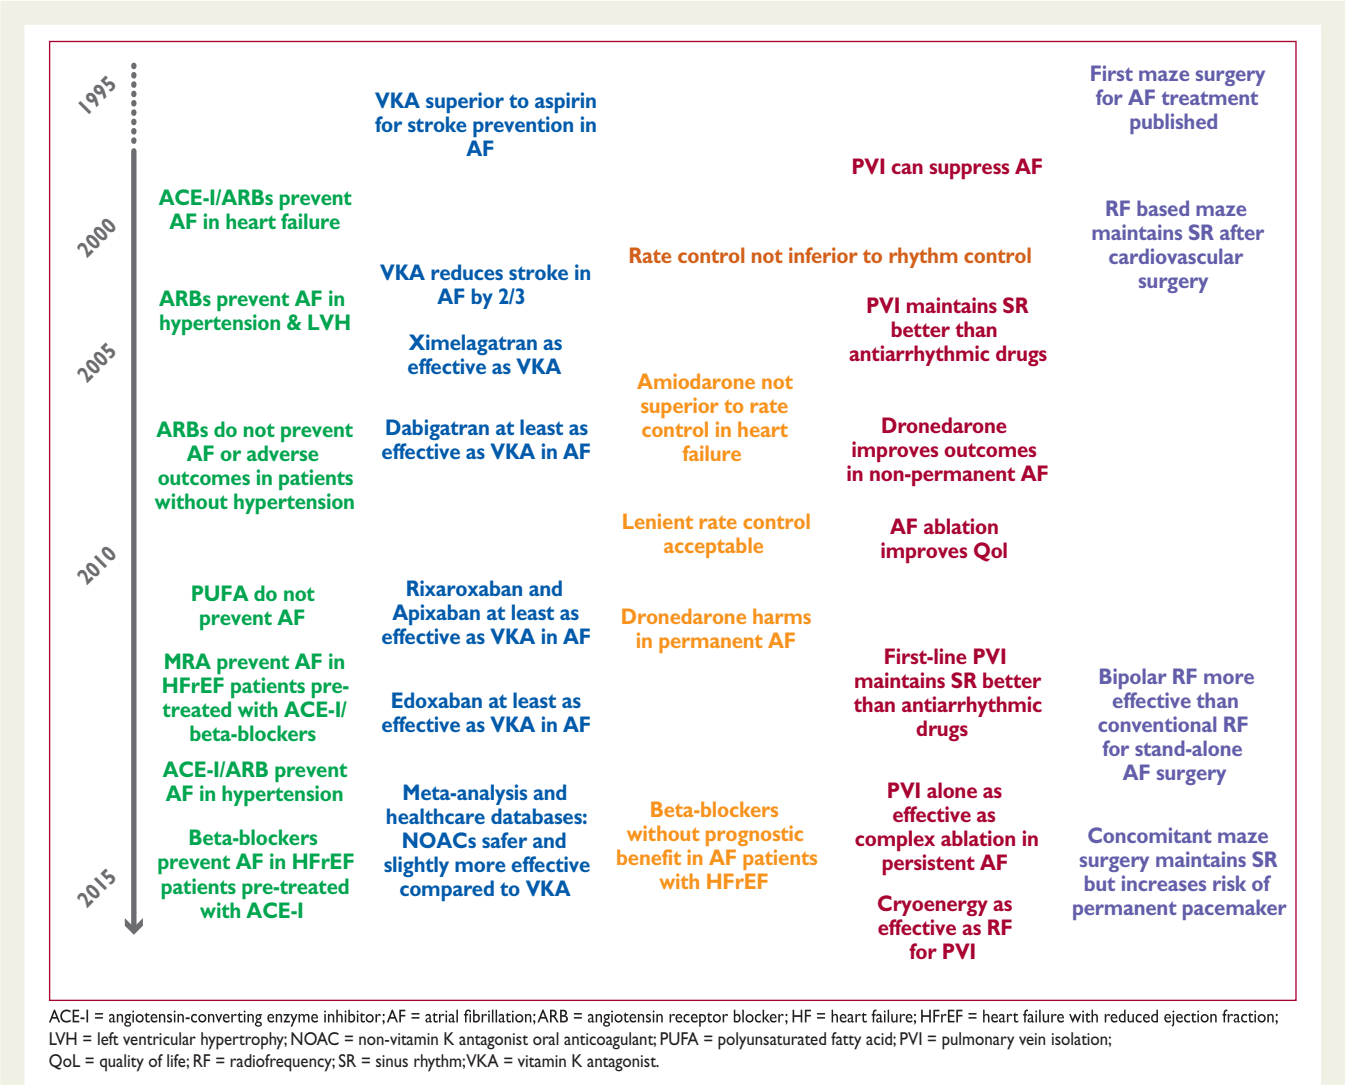 1995
2000
2005
2010
2015
ACE-I/ARBs prevent
AF in heart failure
ARBs prevent AF in
hypertension & LVH
ARBs do not prevent
AF or adverse
outcomes in patients
without hypertension
PUFA do not
prevent AF
MRA prevent AF in
HFrEF patients pre-
treated with ACE-I/
beta-blockers
ACE-I/ARB prevent
AF in hypertension
Beta-blockers
prevent AF in HFrEF
patients pre-treated
with ACE-I
VKA superior to aspirin
for stroke prevention in
AF
VKA reduces stroke in
AF by 2/3
Ximelagatran as
effective as VKA
Dabigatran at least as
effective as VKA in AF
Rixaroxaban and
Apixaban at least as
effective as VKA in AF
Edoxaban at least as
effective as VKA in AF
Meta-analysis and
healthcare databases:
NOACs safer and
slightly more effective
compared to VKA
Rate control not inferior to rhythm control
Amiodarone not
superior to rate
control in heart
failure
Lenient rate control
acceptable
Dronedarone harms
in permanent AF
Beta-blockers
without prognostic
benefit in AF patients
with HFrEF
PVI can suppress AF
PVI maintains SR
better than
antiarrhythmic drugs
Dronedarone
improves outcomes
in non-permanent AF
AF ablation
improves Qol
First-line PVI
maintains SR better
than antiarrhythmic
drugs
PVI alone as
effective as
complex ablation in
persistent AF
Cryoenergy as
effective as RF
for PVI
First maze surgery
for AF treatment
published
RF based maze
maintains SR after
cardiovascular
surgery
Bipolar RF more
effective than
conventional RF
for stand-alone
AF surgery
Concomitant maze
surgery maintains SR
but increases risk of
permanent pacemaker
ACE-I = angiotensin-converting enzyme inhibitor; AF = atrial fibrillation; ARB = angiotensin receptor blocker; HF = heart failure; HFrEF = heart failure with reduced ejection fraction;
LVH = left ventricular hypertrophy; NOAC = non-vitamin K antagonist oral anticoagulant; PUFA = polyunsaturated fatty acid; PVI = pulmonary vein isolation;
QoL = quality of life; RF = radiofrequency; SR = sinus rhythm; VKA = vitamin K antagonist.